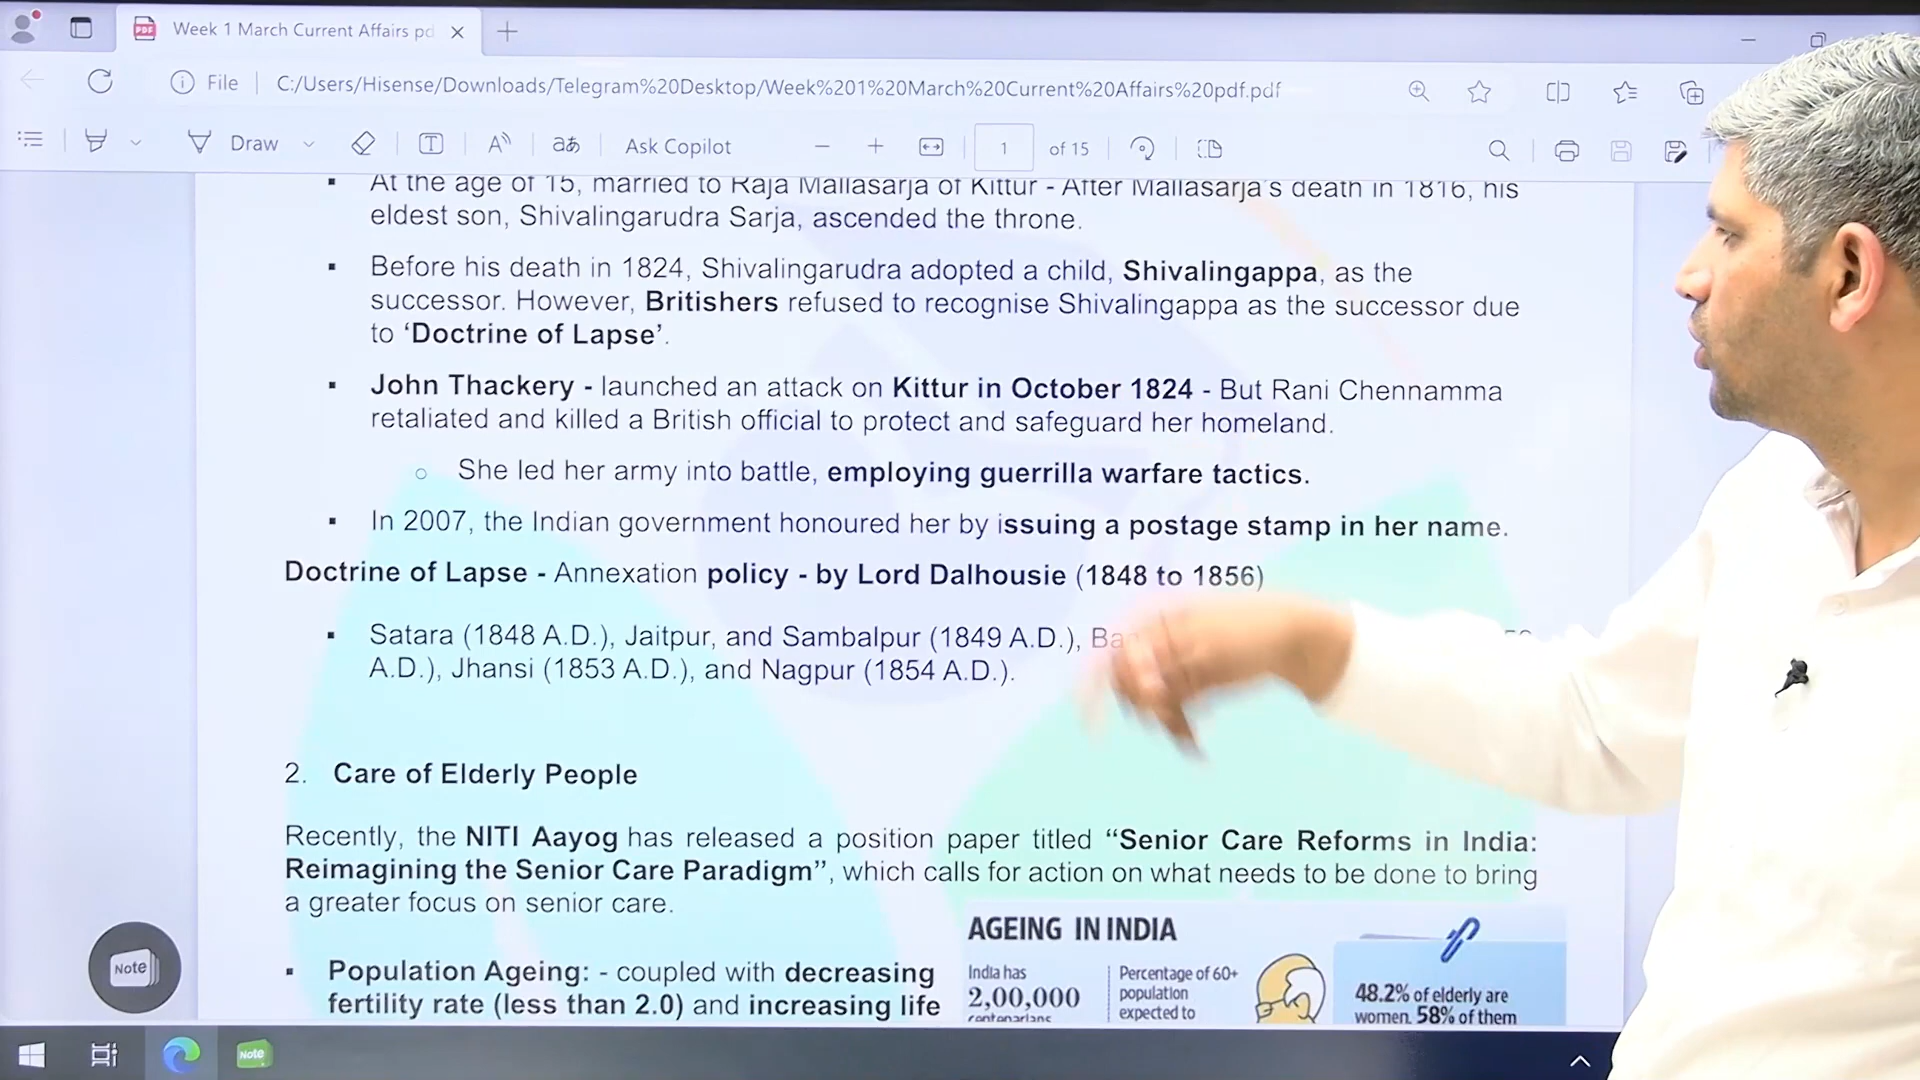 Week 1 March Current Affairs pd
File
C:/Users/Hisense/Downloads/Telegram%20Desktop/Week%201%20March%20Current%20Affairs%20pdf.pdf
Draw
T
A
aあ
Ask Copilot
1
of 15
▪ At the age of 15, married to Raja Mallasarja of Kittur - After Mallasarja's death in 1816, his
eldest son, Shivalingarudra Sarja, ascended the throne.
▪ Before his death in 1824, Shivalingarudra adopted a child, Shivalingappa, as the
successor. However, Britishers refused to recognise Shivalingappa as the successor due
to ‘Doctrine of Lapse’.
▪ John Thackery - launched an attack on Kittur in October 1824 - But Rani Chennamma
retaliated and killed a British official to protect and safeguard her homeland.
○ She led her army into battle, employing guerrilla warfare tactics.
▪ In 2007, the Indian government honoured her by issuing a postage stamp in her name.
Doctrine of Lapse - Annexation policy - by Lord Dalhousie (1848 to 1856)
▪ Satara (1848 A.D.), Jaitpur, and Sambalpur (1849 A.D.),
A.D.), Jhansi (1853 A.D.), and Nagpur (1854 A.D.).
2. Care of Elderly People
Recently, the NITI Aayog has released a position paper titled “Senior Care Reforms in India:
Reimagining the Senior Care Paradigm”, which calls for action on what needs to be done to bring
a greater focus on senior care.
▪ Population Ageing: - coupled with decreasing
fertility rate (less than 2.0) and increasing life
AGEING IN INDIA
India has
2,00,000
centenarians
Percentage of 60+
population
expected to
48.2% of elderly are
women. 58% of them
Note
Note